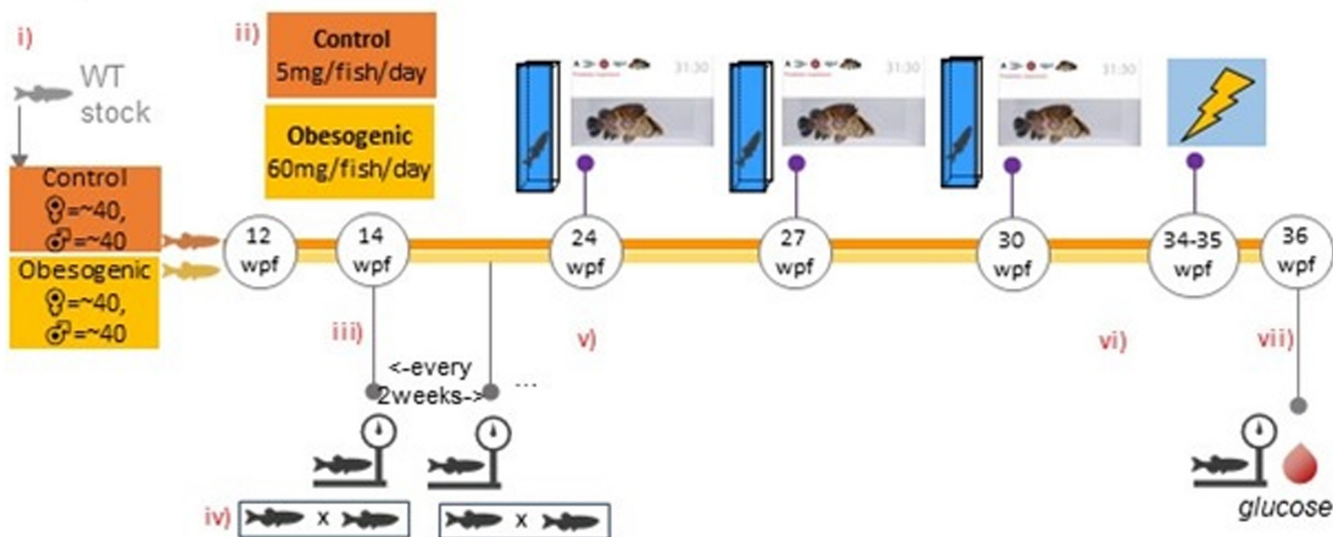 i)
WT
stock
Control
=~40,
=~40
Obesogenic
=~40,
=~40
ii)
Control
5mg/fish/day
Obesogenic
60mg/fish/day
31:30
31:30
31:30
12
wpf
14
wpf
24
wpf
27
wpf
30
wpf
34-35
wpf
36
wpf
iii)
<-every
2weeks->
...
iv)
x
x
v)
vi)
vii)
glucose